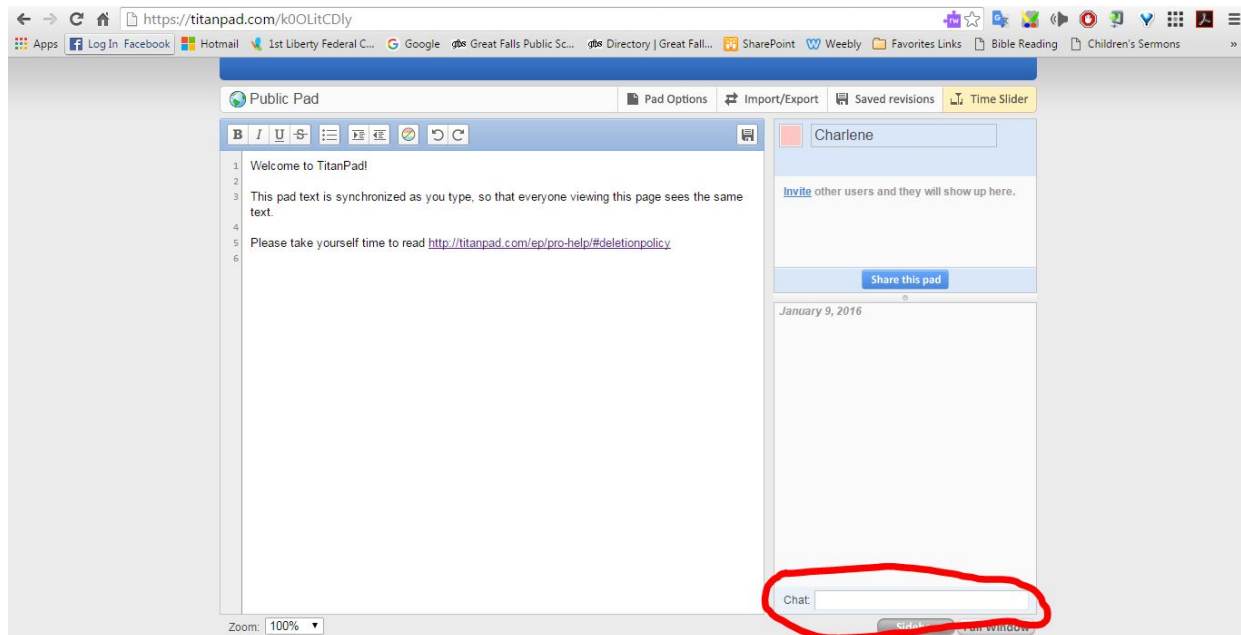 https://titanpad.com/k0OLitCDly
Apps Log In Facebook Hotmail 1st Liberty Federal C... Google gfps Great Falls Public Sc... gfps Directory | Great Fall... SharePoint Weebly Favorites Links Bible Reading Children's Sermons »
Public Pad Pad Options Import/Export Saved revisions Time Slider
B I U S
Charlene
1 Welcome to TitanPad!
2
3 This pad text is synchronized as you type, so that everyone viewing this page sees the same
text.
4
5 Please take yourself time to read http://titanpad.com/ep/pro-help/#deletionpolicy
6
Invite other users and they will show up here.
Share this pad
January 9, 2016
Chat:
Zoom: 100%
Full Window